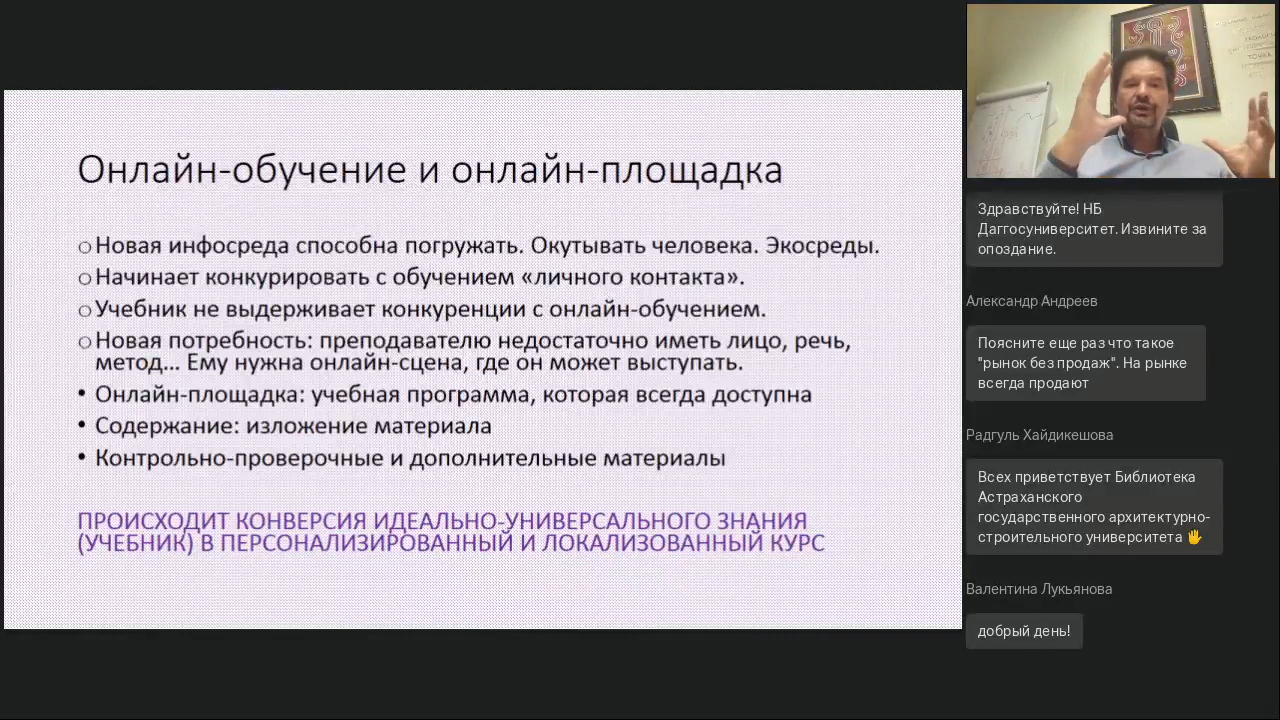 Онлайн-обучение и онлайн-площадка
Новая инфосреда способна погружать. Окутывать человека. Экосреды.
Начинает конкурировать с обучением «личного контакта».
Учебник не выдерживает конкуренции с онлайн-обучением.
Новая потребность: преподавателю недостаточно иметь лицо, речь,
метод... Ему нужна онлайн-сцена, где он может выступать.
Онлайн-площадка: учебная программа, которая всегда доступна
Содержание: изложение материала
Контрольно-проверочные и дополнительные материалы
ПРОИСХОДИТ КОНВЕРСИЯ ИДЕАЛЬНО-УНИВЕРСАЛЬНОГО ЗНАНИЯ
(УЧЕБНИК) В ПЕРСОНАЛИЗИРОВАННЫЙ И ЛОКАЛИЗОВАННЫЙ КУРС
Здравствуйте! НБ
Даггосуниверситет. Извините за
опоздание.
Александр Андреев
Поясните еще раз что такое
"рынок без продаж". На рынке
всегда продают
Радгуль Хайдикешова
Всех приветствует Библиотека
Астраханского
государственного архитектурно-
строительного университета 🖐
Валентина Лукьянова
добрый день!